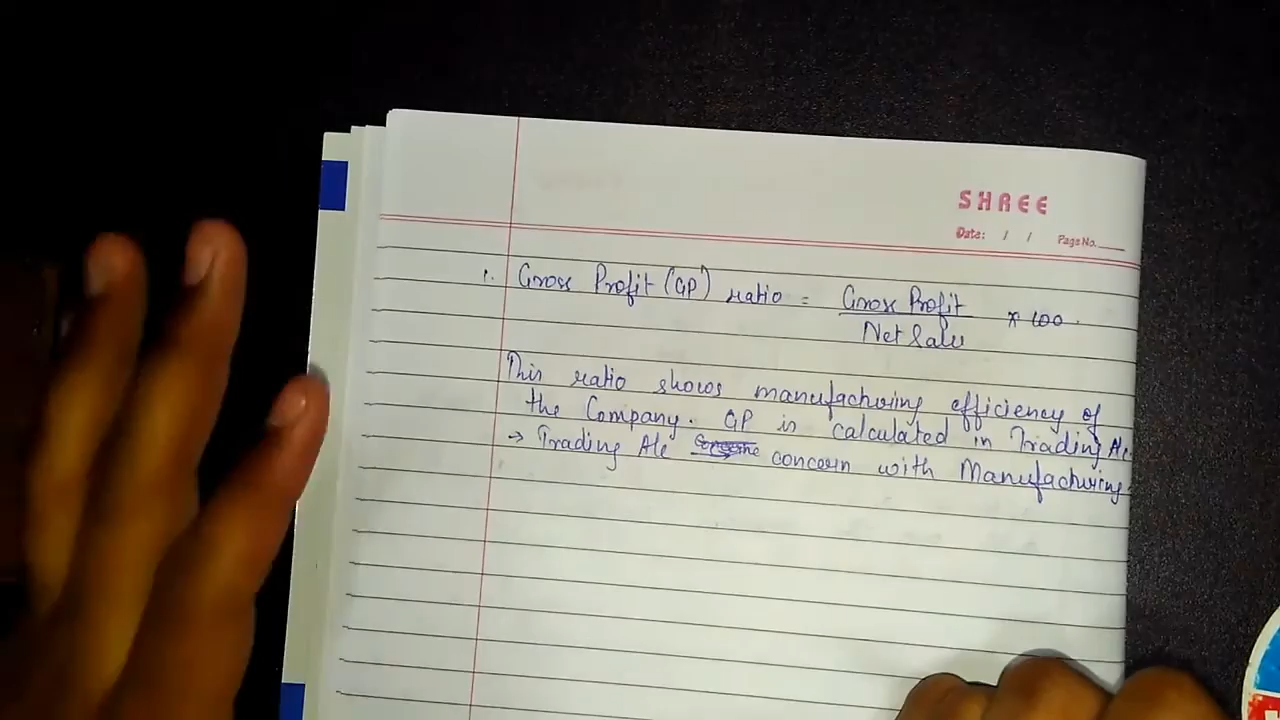 SHREE
Date: / / Page No.
1. Gross Profit (GP) ratio = Gross Profit × 100
Net Sale
This ratio shows manufacturing efficiency of
the Company. GP is calculated in Trading A/c
→ Trading A/c concern with Manufacturing